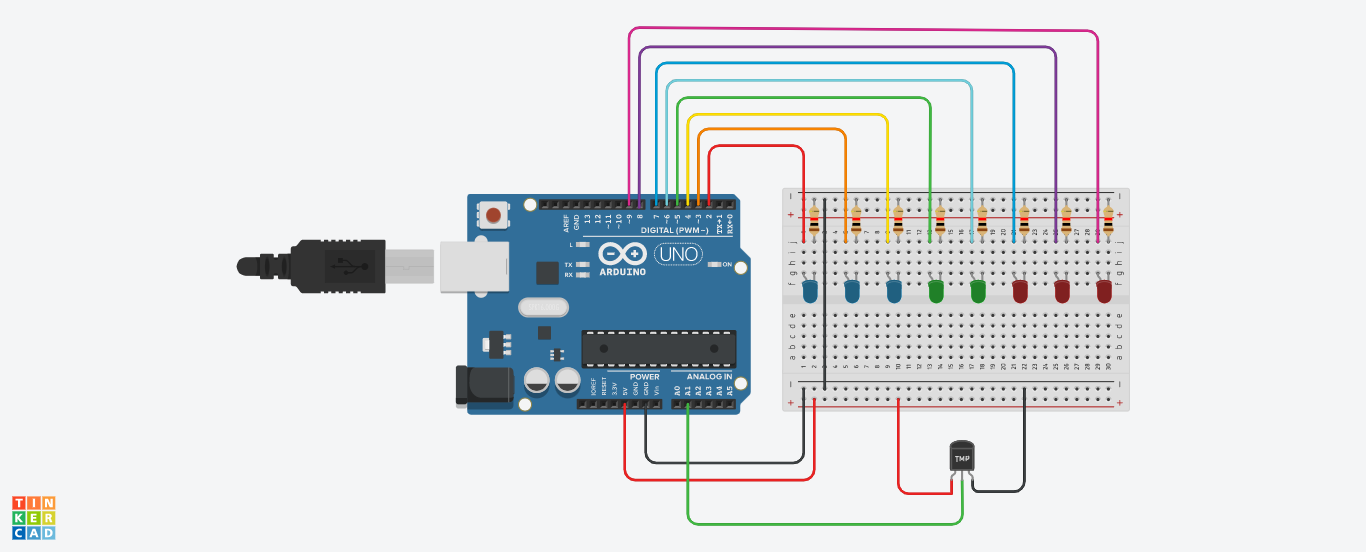 AREF
GND
13
12
~11
~10
~9
8
7
~6
~5
4
~3
2
TX→1
RX←0
DIGITAL (PWM~)
L
TX
RX
ARDUINO
UNO
ON
POWER
ANALOG IN
IOREF
RESET
3.3V
5V
GND
GND
Vin
A0
A1
A2
A3
A4
A5
j
i
h
g
f
e
d
c
b
a
TMP
TIN
KER
CAD